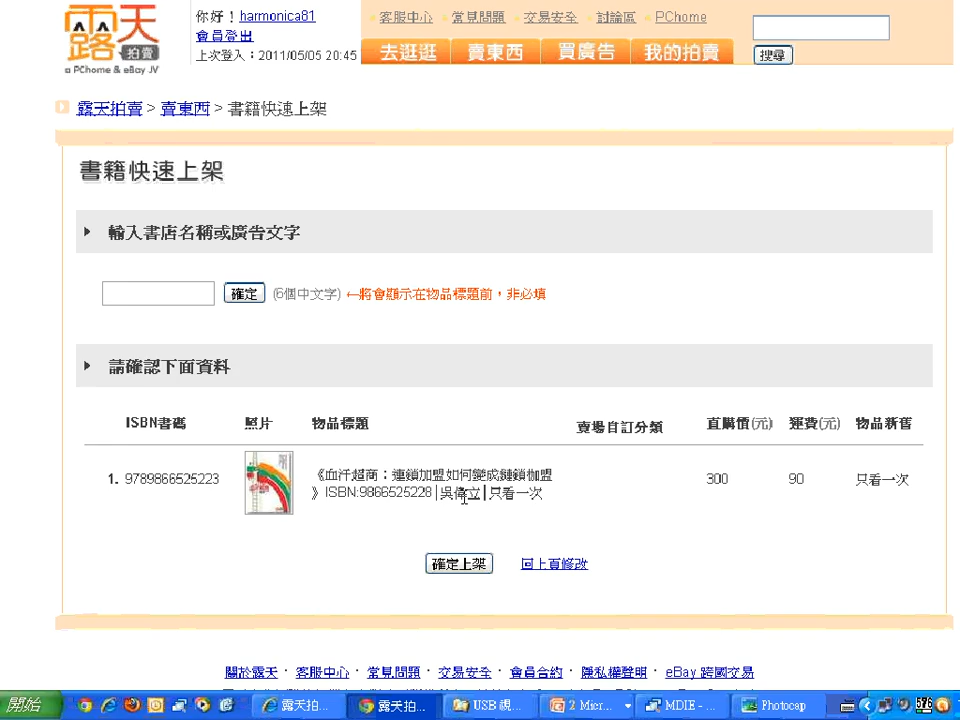 露天
拍賣
a PChome & eBay JV
你好！harmonica81
會員登出
上次登入：2011/05/05 20:45
客服中心 常見問題 交易安全 討論區 PChome
去逛逛 賣東西 買廣告 我的拍賣
搜尋
露天拍賣 > 賣東西 > 書籍快速上架
書籍快速上架
輸入書店名稱或廣告文字
確定 (6個中文字) ←將會顯示在物品標題前，非必填
請確認下面資料
ISBN書碼 照片 物品標題 賣場自訂分類 直購價(元) 運費(元) 物品新舊
1. 9789866525223 《血汗超商：連鎖加盟如何變成鏈鎖枷盟 300 90 只看一次
》ISBN:9866525228│吳偉立│只看一次
確定上架 回上頁修改
關於露天 · 客服中心 · 常見問題 · 交易安全 · 會員合約 · 隱私權聲明 · eBay 跨國交易
開始 露天拍... 露天拍... USB 視... 2 Micr... MDIE - ... Photocap